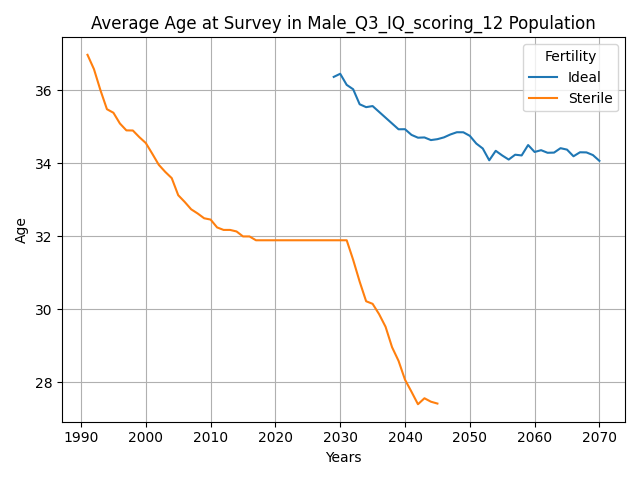 Average Age at Survey in Male_Q3_IQ_scoring_12 Population
Fertility
Ideal
Sterile
Age
36
34
32
30
28
1990 2000 2010 2020 2030 2040 2050 2060 2070
Years